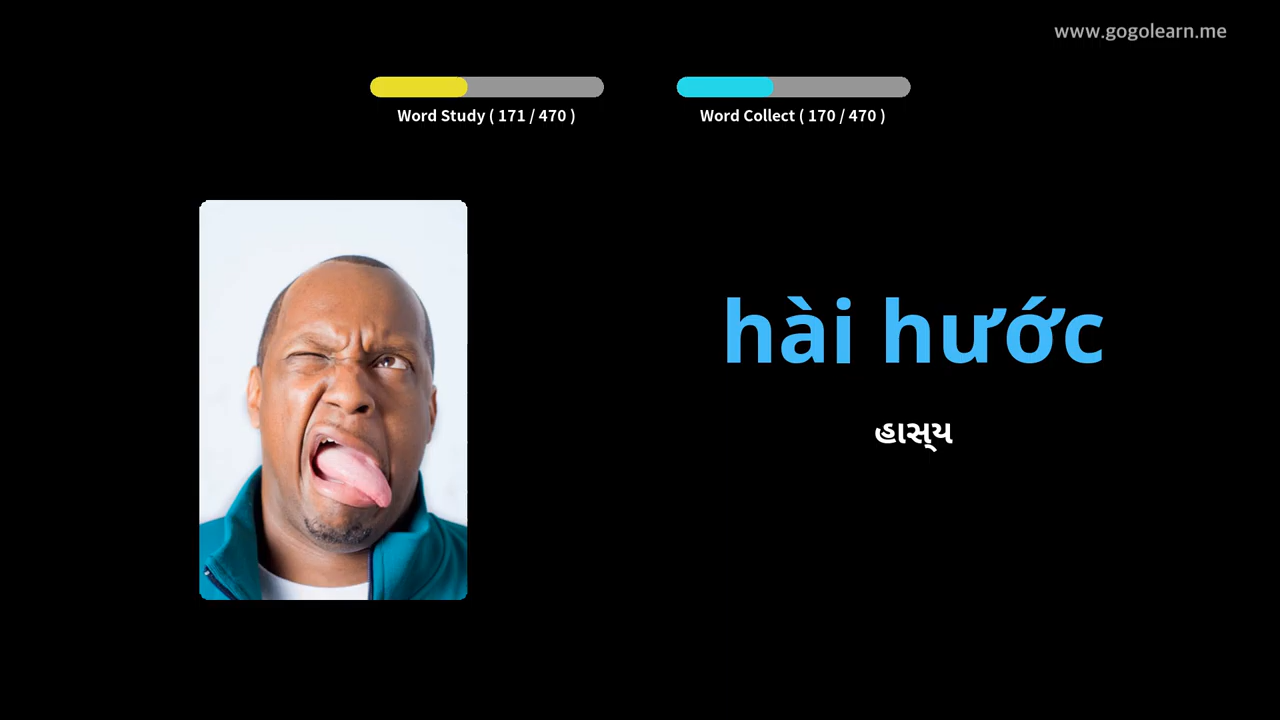 www.gogolearn.me
Word Study ( 171 / 470 )
Word Collect ( 170 / 470 )
hài hước
હાસ્ય